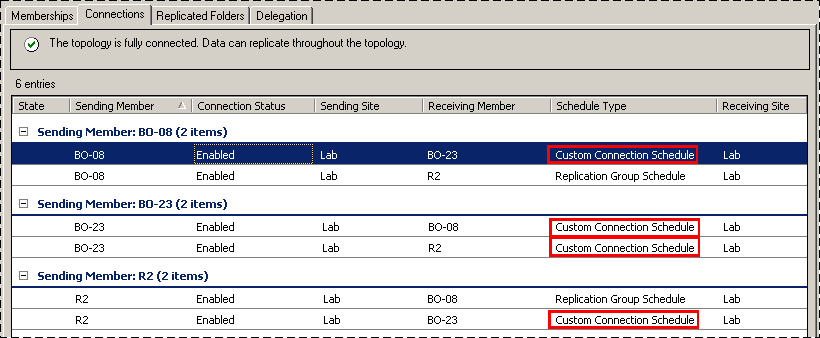 Memberships Connections Replicated Folders Delegation
The topology is fully connected. Data can replicate throughout the topology.
6 entries
State Sending Member Connection Status Sending Site Receiving Member Schedule Type Receiving Site
Sending Member: BO-08 (2 items)
BO-08 Enabled Lab BO-23 Custom Connection Schedule Lab
BO-08 Enabled Lab R2 Replication Group Schedule Lab
Sending Member: BO-23 (2 items)
BO-23 Enabled Lab BO-08 Custom Connection Schedule Lab
BO-23 Enabled Lab R2 Custom Connection Schedule Lab
Sending Member: R2 (2 items)
R2 Enabled Lab BO-08 Replication Group Schedule Lab
R2 Enabled Lab BO-23 Custom Connection Schedule Lab